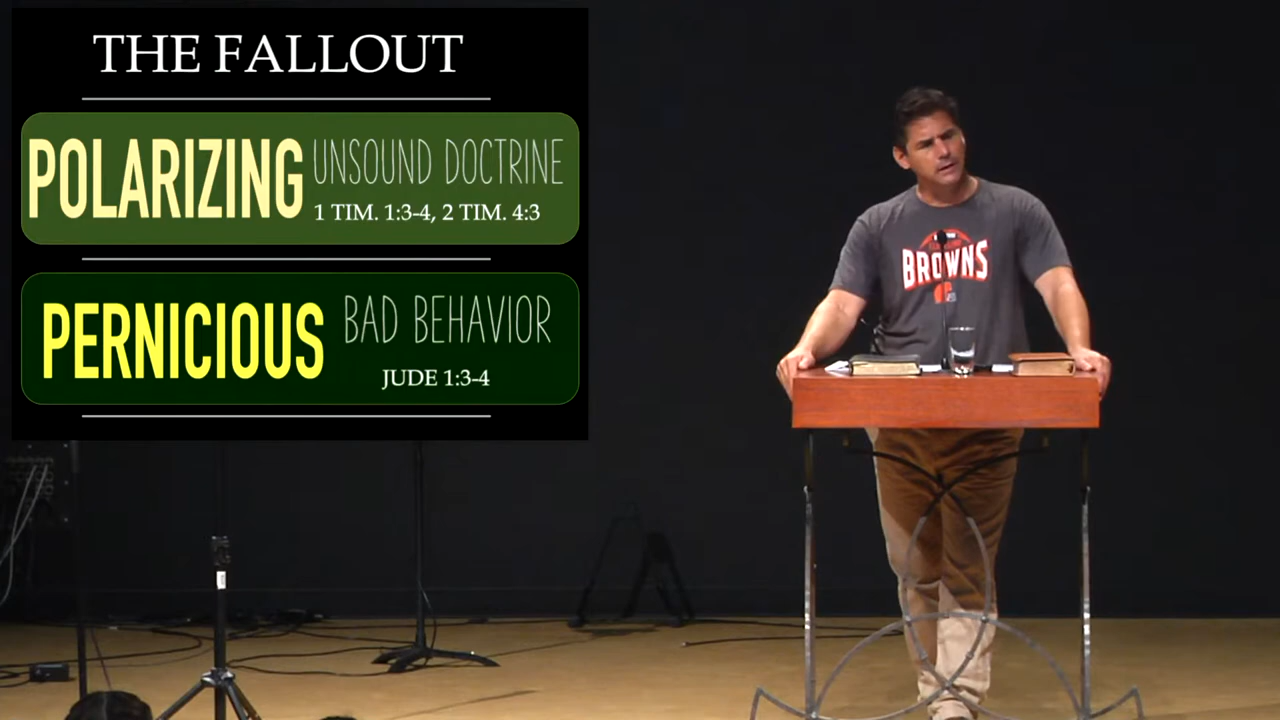 THE FALLOUT
POLARIZING UNSOUND DOCTRINE
1 TIM. 1:3-4, 2 TIM. 4:3
PERNICIOUS BAD BEHAVIOR
JUDE 1:3-4
BROWNS